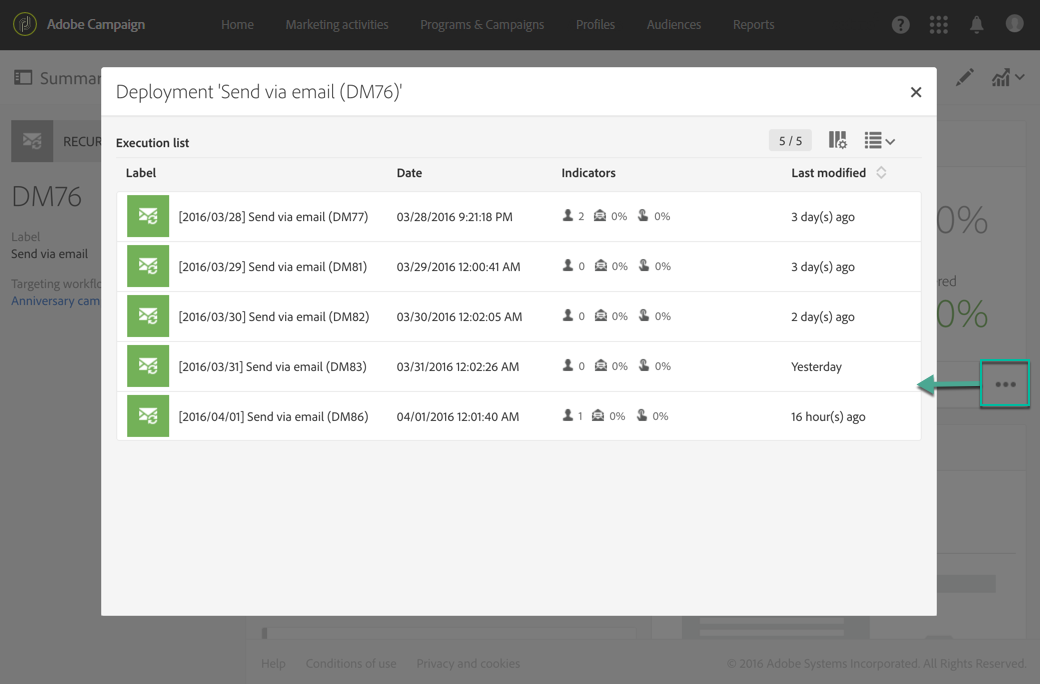 Adobe Campaign Home Marketing activities Programs & Campaigns Profiles Audiences Reports
Deployment 'Send via email (DM76)'
Execution list 5 / 5
Label Date Indicators Last modified
[2016/03/28] Send via email (DM77) 03/28/2016 9:21:18 PM 2 0% 0% 3 day(s) ago
[2016/03/29] Send via email (DM81) 03/29/2016 12:00:41 AM 0 0% 0% 3 day(s) ago
[2016/03/30] Send via email (DM82) 03/30/2016 12:02:05 AM 0 0% 0% 2 day(s) ago
[2016/03/31] Send via email (DM83) 03/31/2016 12:02:26 AM 0 0% 0% Yesterday
[2016/04/01] Send via email (DM86) 04/01/2016 12:01:40 AM 1 0% 0% 16 hour(s) ago
DM76
Label
Send via email
Targeting
Anniversary
0%
0%
Help Conditions of use Privacy and cookies © 2016 Adobe Systems Incorporated. All Rights Reserved.